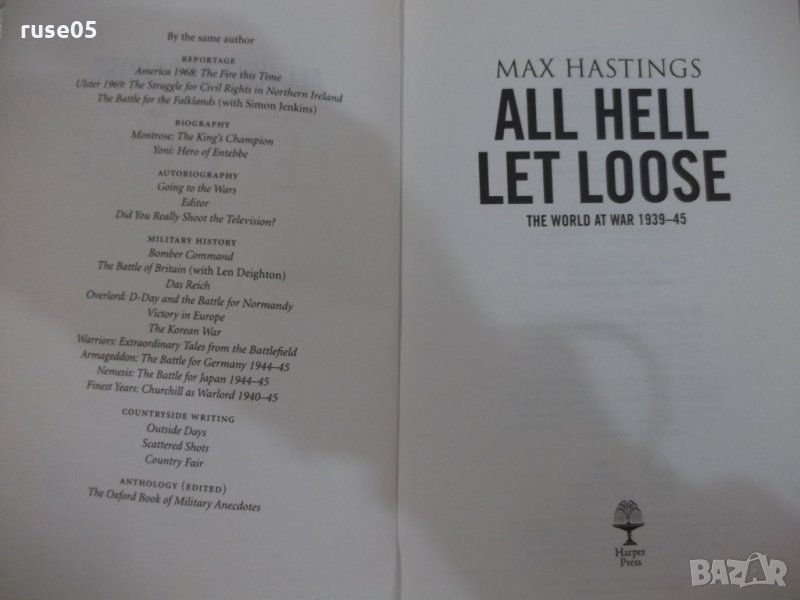 ruse05
By the same author
REPORTAGE
America 1968: The Fire this Time
Ulster 1969: The Struggle for Civil Rights in Northern Ireland
The Battle for the Falklands (with Simon Jenkins)
BIOGRAPHY
Montrose: The King's Champion
Yoni: Hero of Entebbe
AUTOBIOGRAPHY
Going to the Wars
Editor
Did You Really Shoot the Television?
MILITARY HISTORY
Bomber Command
The Battle of Britain (with Len Deighton)
Das Reich
Overlord: D-Day and the Battle for Normandy
Victory in Europe
The Korean War
Warriors: Extraordinary Tales from the Battlefield
Armageddon: The Battle for Germany 1944–45
Nemesis: The Battle for Japan 1944–45
Finest Years: Churchill as Warlord 1940–45
COUNTRYSIDE WRITING
Outside Days
Scattered Shots
Country Fair
ANTHOLOGY (EDITED)
The Oxford Book of Military Anecdotes
MAX HASTINGS
ALL HELL
LET LOOSE
THE WORLD AT WAR 1939–45
Harper
Press
BAZAR